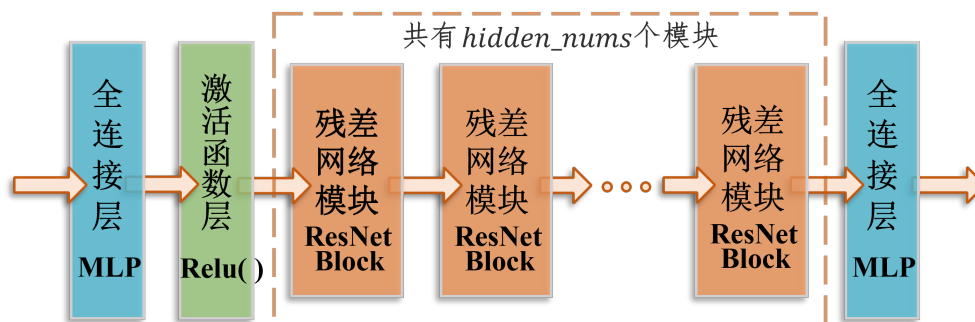 共有hidden_nums个模块
全
连
接
层
MLP
激
活
函
数
层
Relu( )
残差
网络
模块
ResNet
Block
残差
网络
模块
ResNet
Block
残差
网络
模块
ResNet
Block
全
连
接
层
MLP